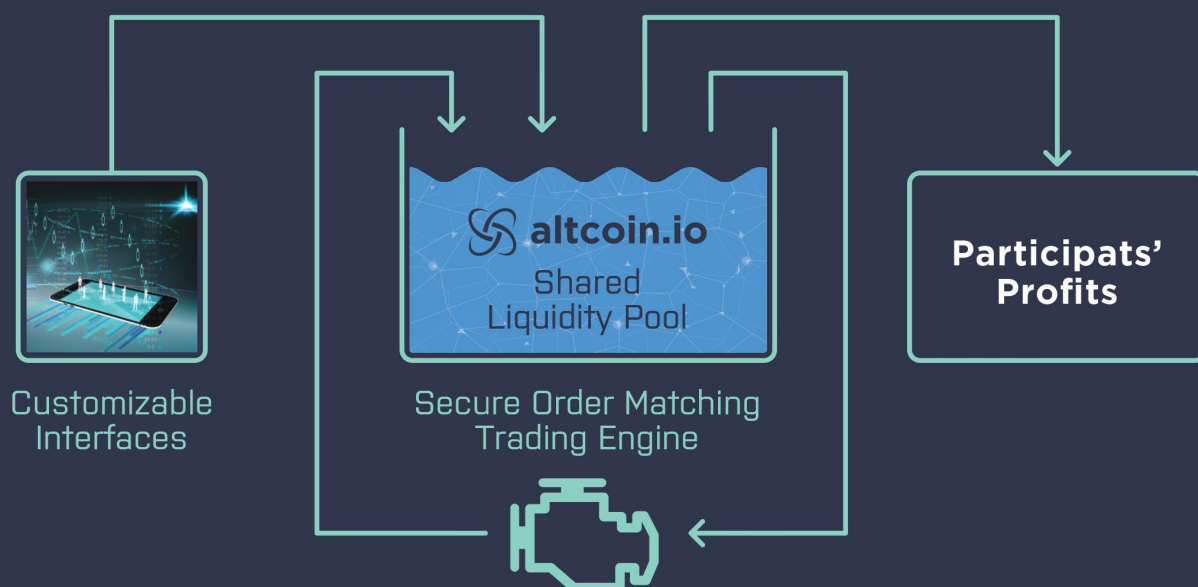 altcoin.io
Shared
Liquidity Pool
Participats'
Profits
Customizable
Interfaces
Secure Order Matching
Trading Engine